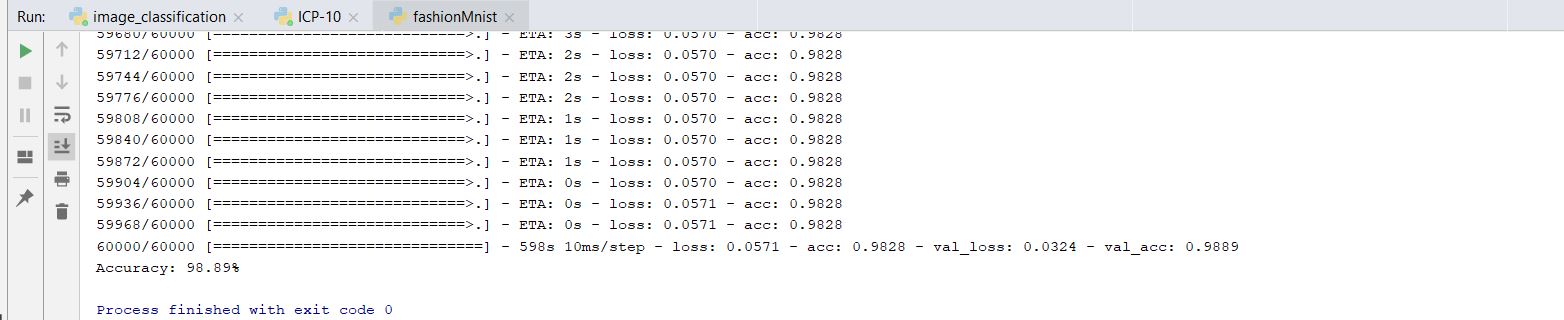 Run: image_classification ICP-10 fashionMnist
59680/60000 [============================>.] - ETA: 3s - loss: 0.0570 - acc: 0.9828
59712/60000 [============================>.] - ETA: 2s - loss: 0.0570 - acc: 0.9828
59744/60000 [============================>.] - ETA: 2s - loss: 0.0570 - acc: 0.9828
59776/60000 [============================>.] - ETA: 2s - loss: 0.0570 - acc: 0.9828
59808/60000 [============================>.] - ETA: 1s - loss: 0.0570 - acc: 0.9828
59840/60000 [============================>.] - ETA: 1s - loss: 0.0570 - acc: 0.9828
59872/60000 [============================>.] - ETA: 1s - loss: 0.0570 - acc: 0.9828
59904/60000 [============================>.] - ETA: 0s - loss: 0.0570 - acc: 0.9828
59936/60000 [============================>.] - ETA: 0s - loss: 0.0571 - acc: 0.9828
59968/60000 [============================>.] - ETA: 0s - loss: 0.0571 - acc: 0.9828
60000/60000 [==============================] - 598s 10ms/step - loss: 0.0571 - acc: 0.9828 - val_loss: 0.0324 - val_acc: 0.9889
Accuracy: 98.89%
Process finished with exit code 0